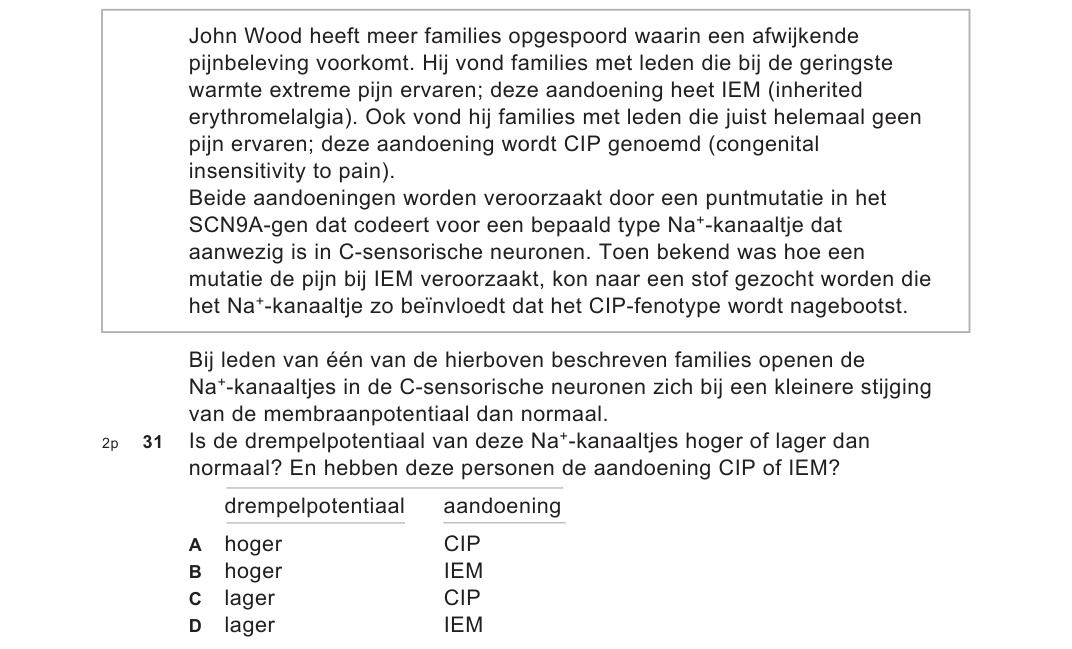 John Wood heeft meer families opgespoord waarin een afwijkende
pijnbeleving voorkomt. Hij vond families met leden die bij de geringste
warmte extreme pijn ervaren; deze aandoening heet IEM (inherited
erythromelalgia). Ook vond hij families met leden die juist helemaal geen
pijn ervaren; deze aandoening wordt CIP genoemd (congenital
insensitivity to pain).
Beide aandoeningen worden veroorzaakt door een puntmutatie in het
SCN9A-gen dat codeert voor een bepaald type Na⁺-kanaaltje dat
aanwezig is in C-sensorische neuronen. Toen bekend was hoe een
mutatie de pijn bij IEM veroorzaakt, kon naar een stof gezocht worden die
het Na⁺-kanaaltje zo beïnvloedt dat het CIP-fenotype wordt nagebootst.
Bij leden van één van de hierboven beschreven families openen de
Na⁺-kanaaltjes in de C-sensorische neuronen zich bij een kleinere stijging
van de membraanpotentiaal dan normaal.
2p 31 Is de drempelpotentiaal van deze Na⁺-kanaaltjes hoger of lager dan
normaal? En hebben deze personen de aandoening CIP of IEM?
drempelpotentiaal aandoening
A hoger CIP
B hoger IEM
C lager CIP
D lager IEM